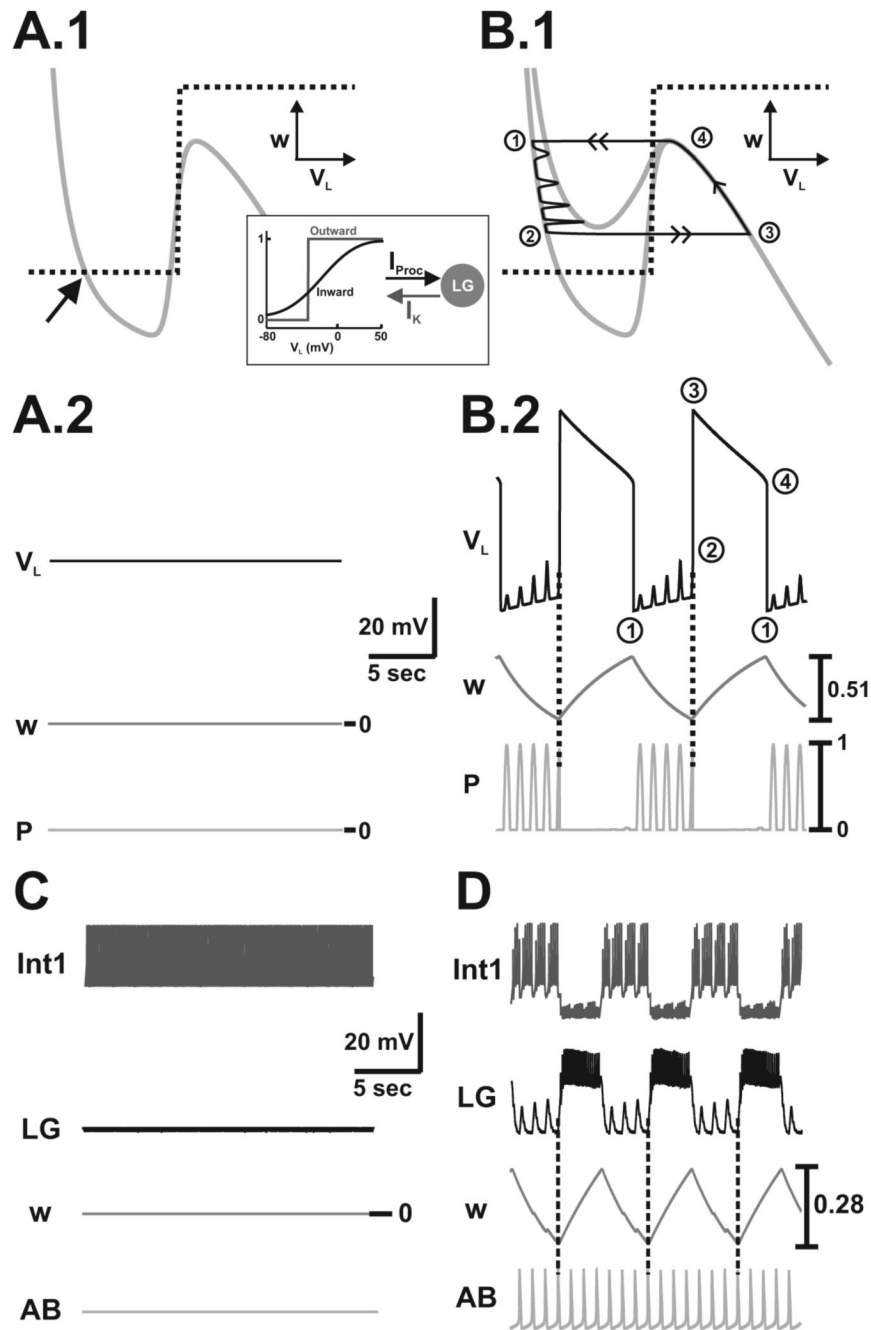 A.1
B.1
w
V_L
w
V_L
① ④
② ③
1
0
Outward
Inward
-80 0 50
V_L (mV)
I_Proc
I_K
LG
A.2
B.2
V_L
20 mV
5 sec
w 0
P 0
③
④
②
① ①
V_L
w 0.51
P 1
0
C
D
Int1
20 mV
5 sec
LG
w 0
AB
Int1
LG
w 0.28
AB